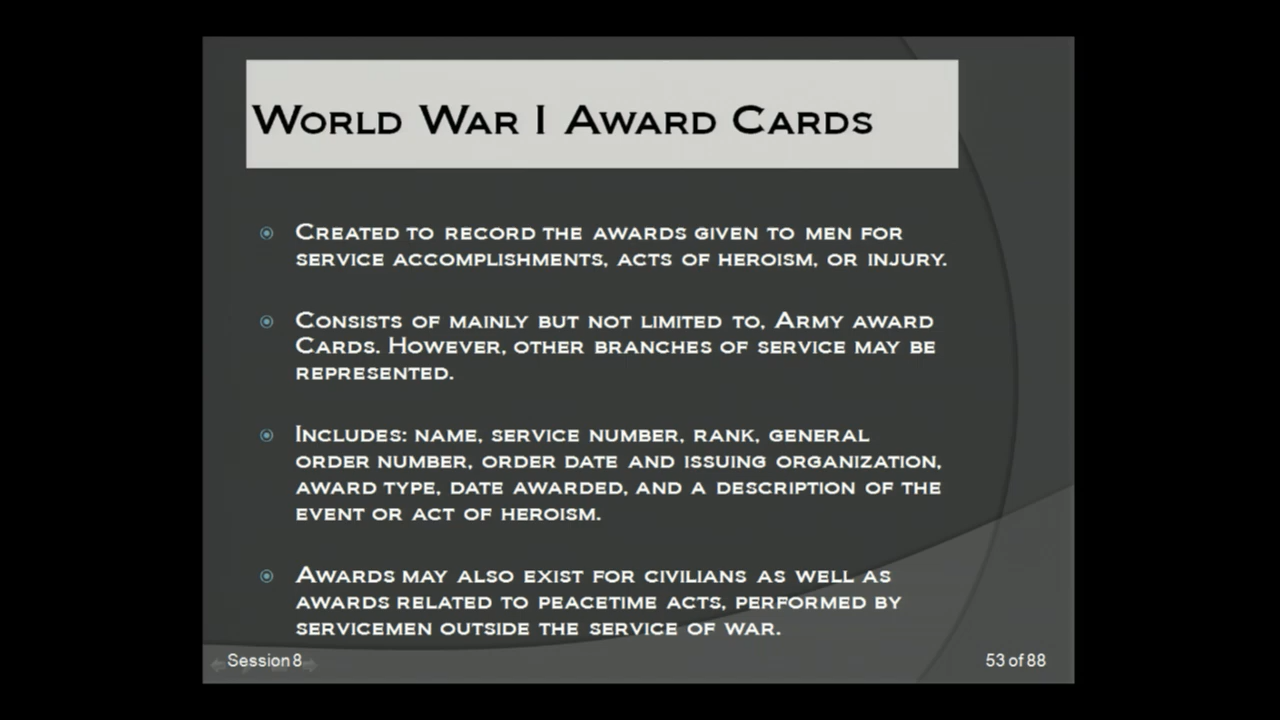 World War I Award Cards
Created to record the awards given to men for
service accomplishments, acts of heroism, or injury.
Consists of mainly but not limited to, Army award
Cards. However, other branches of service may be
represented.
Includes: name, service number, rank, general
order number, order date and issuing organization,
award type, date awarded, and a description of the
event or act of heroism.
Awards may also exist for civilians as well as
awards related to peacetime acts, performed by
servicemen outside the service of war.
Session 8
53 of 88